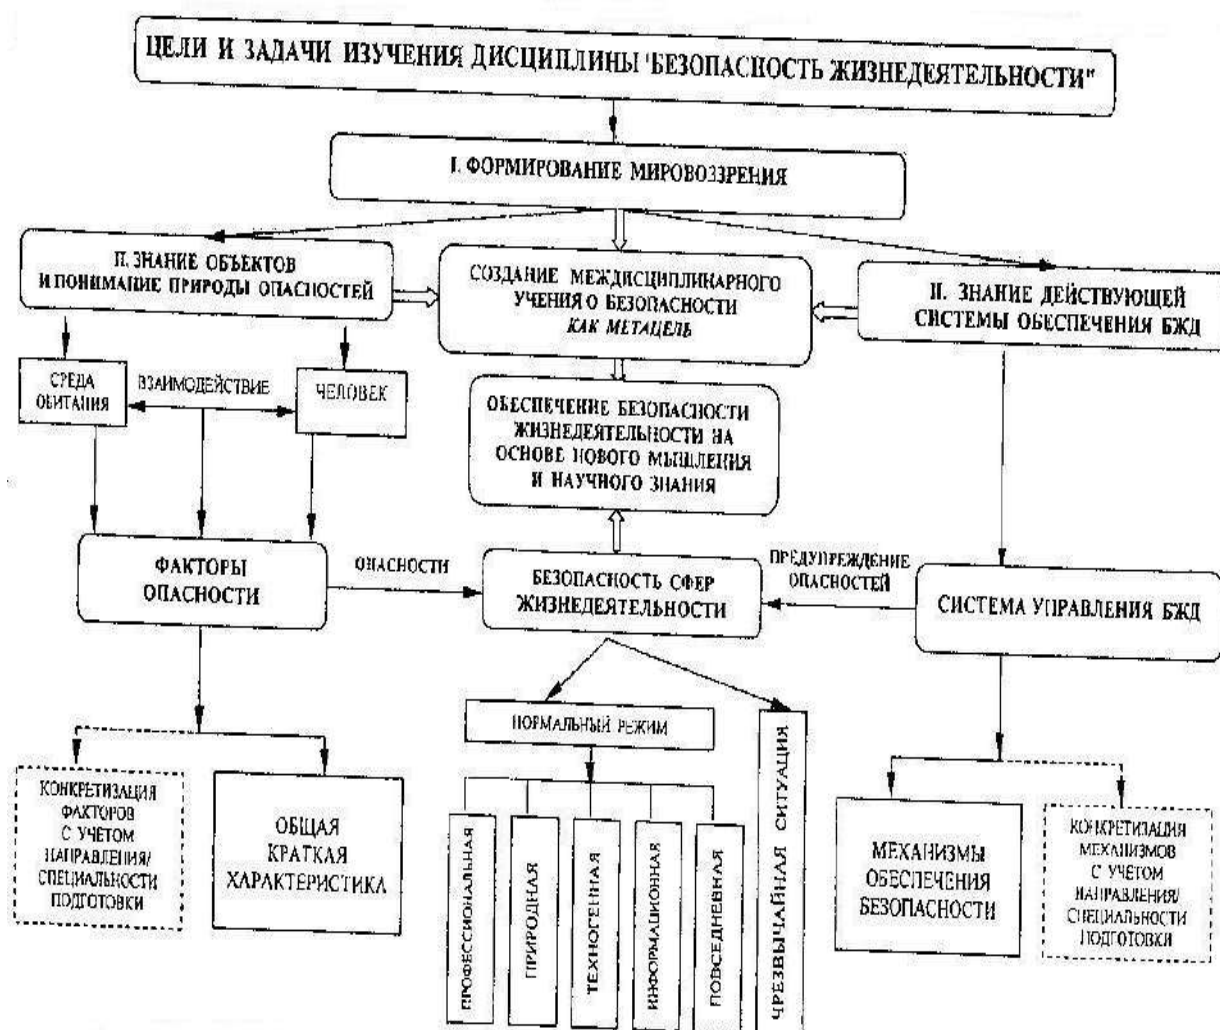 ЦЕЛИ И ЗАДАЧИ ИЗУЧЕНИЯ ДИСЦИПЛИНЫ "БЕЗОПАСНОСТЬ ЖИЗНЕДЕЯТЕЛЬНОСТИ"
I. ФОРМИРОВАНИЕ МИРОВОЗЗРЕНИЯ
II. ЗНАНИЕ ОБЪЕКТОВ
И ПОНИМАНИЕ ПРИРОДЫ ОПАСНОСТЕЙ
СОЗДАНИЕ МЕЖДИСЦИПЛИНАРНОГО
УЧЕНИЯ О БЕЗОПАСНОСТИ
КАК МЕТАЦЕЛЬ
II. ЗНАНИЕ ДЕЙСТВУЮЩЕЙ
СИСТЕМЫ ОБЕСПЕЧЕНИЯ БЖД
СРЕДА
ОБИТАНИЯ
ВЗАИМОДЕЙСТВИЕ
ЧЕЛОВЕК
ОБЕСПЕЧЕНИЕ БЕЗОПАСНОСТИ
ЖИЗНЕДЕЯТЕЛЬНОСТИ НА
ОСНОВЕ НОВОГО МЫШЛЕНИЯ
И НАУЧНОГО ЗНАНИЯ
ФАКТОРЫ
ОПАСНОСТИ
ОПАСНОСТИ
БЕЗОПАСНОСТЬ СФЕР
ЖИЗНЕДЕЯТЕЛЬНОСТИ
ПРЕДУПРЕЖДЕНИЕ
ОПАСНОСТЕЙ
СИСТЕМА УПРАВЛЕНИЯ БЖД
КОНКРЕТИЗАЦИЯ
ФАКТОРОВ
С УЧЕТОМ
НАПРАВЛЕНИЯ/
СПЕЦИАЛЬНОСТИ
ПОДГОТОВКИ
ОБЩАЯ
КРАТКАЯ
ХАРАКТЕРИСТИКА
НОРМАЛЬНЫЙ РЕЖИМ
ПРОФЕССИОНАЛЬНАЯ
ПРИРОДНАЯ
ТЕХНОГЕННАЯ
ИНФОРМАЦИОННАЯ
ПОВСЕДНЕВНАЯ
ЧРЕЗВЫЧАЙНАЯ СИТУАЦИЯ
МЕХАНИЗМЫ
ОБЕСПЕЧЕНИЯ
БЕЗОПАСНОСТИ
КОНКРЕТИЗАЦИЯ
МЕХАНИЗМОВ
С УЧЕТОМ
НАПРАВЛЕНИЯ/
СПЕЦИАЛЬНОСТИ
ПОДГОТОВКИ